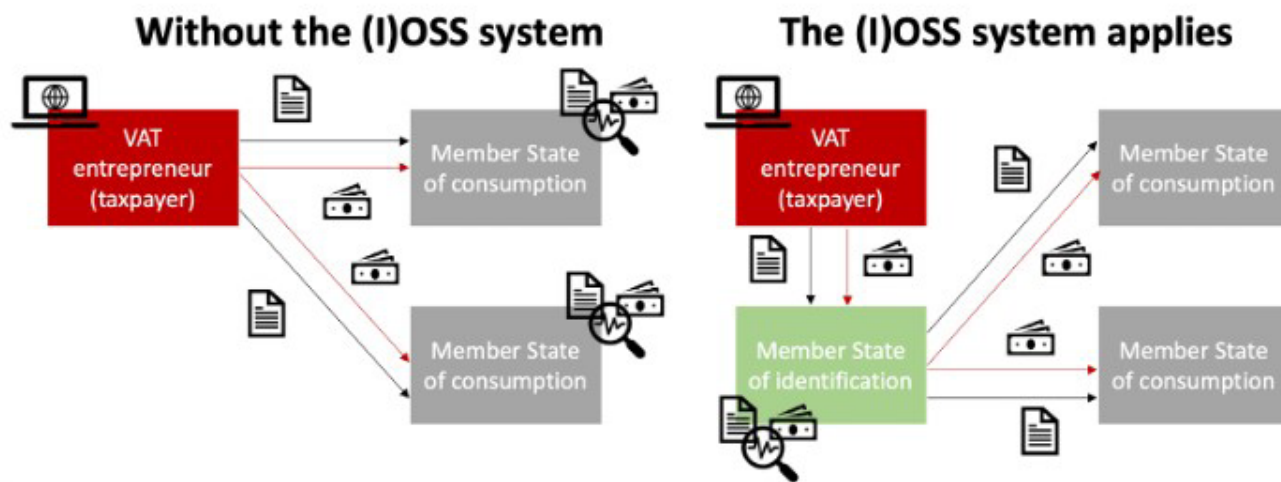 Without the (I)OSS system
VAT
entrepreneur
(taxpayer)
Member State
of consumption
Member State
of consumption
The (I)OSS system applies
VAT
entrepreneur
(taxpayer)
Member State
of consumption
Member State
of identification
Member State
of consumption